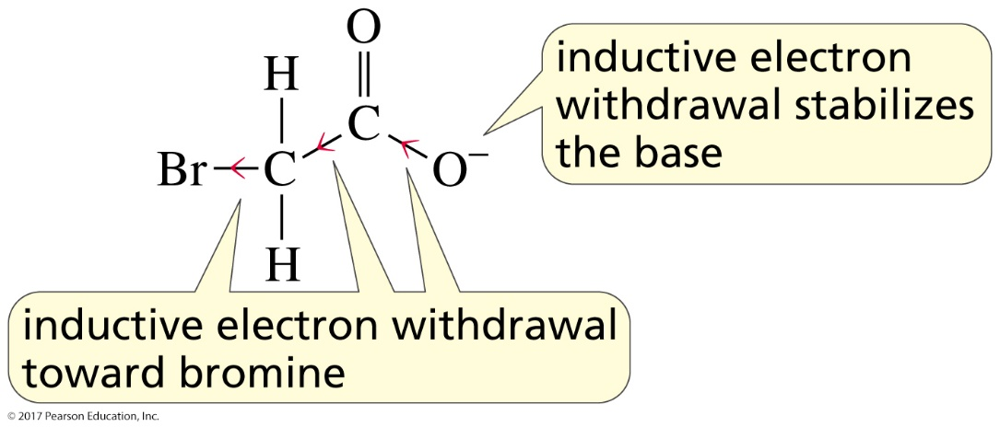 O
H
C
Br
C
O⁻
H
inductive electron
withdrawal stabilizes
the base
inductive electron withdrawal
toward bromine
© 2017 Pearson Education, Inc.